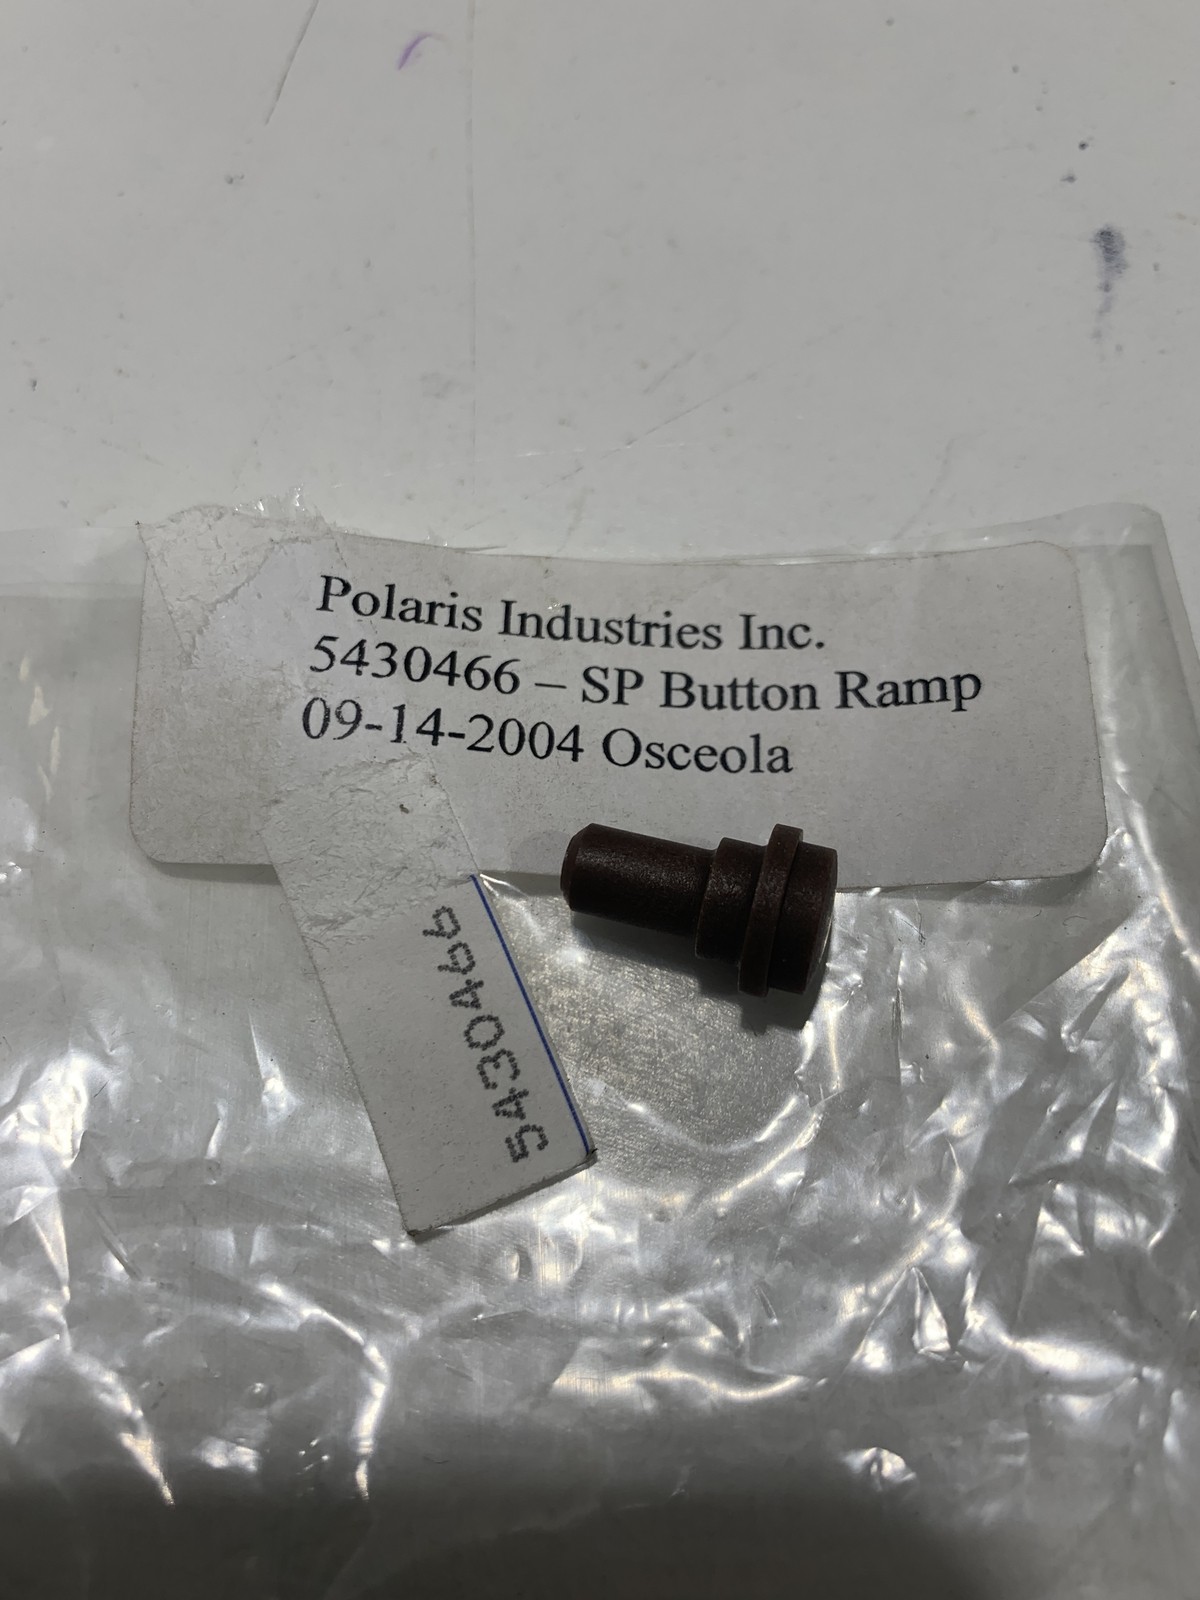 Polaris Industries Inc.
5430466 – SP Button Ramp
09-14-2004 Osceola
5430466